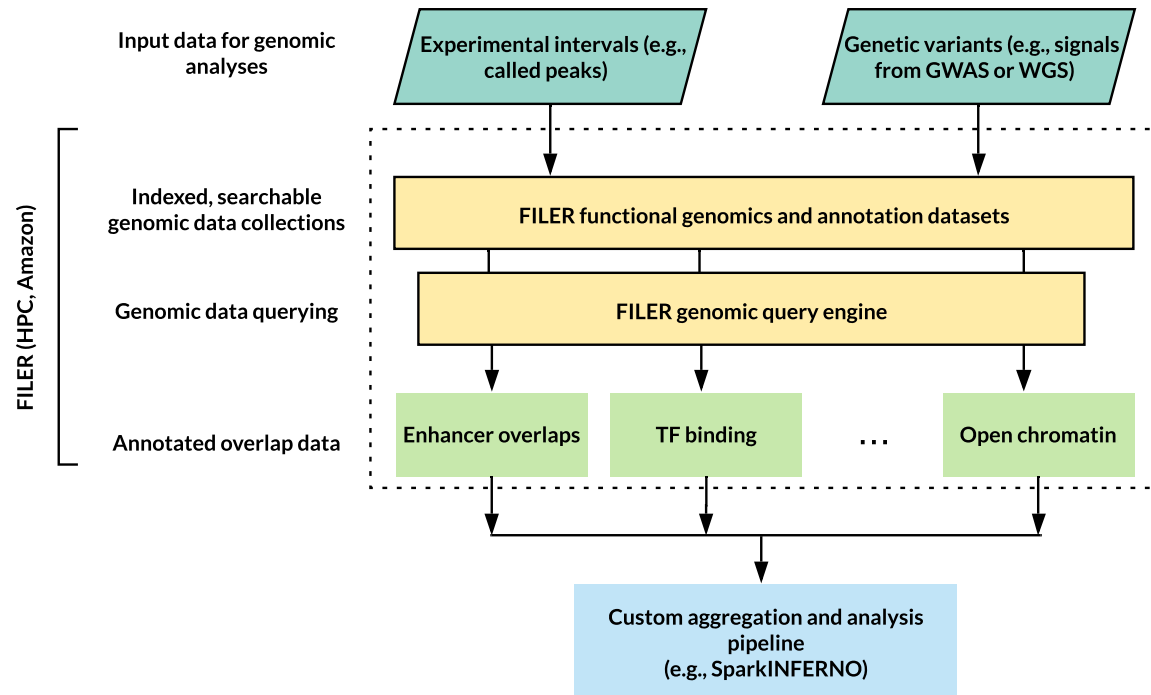 Input data for genomic
analyses
Experimental intervals (e.g.,
called peaks)
Genetic variants (e.g., signals
from GWAS or WGS)
FILER (HPC, Amazon)
Indexed, searchable
genomic data collections
FILER functional genomics and annotation datasets
Genomic data querying
FILER genomic query engine
Annotated overlap data
Enhancer overlaps
TF binding
...
Open chromatin
Custom aggregation and analysis
pipeline
(e.g., SparkINFERNO)